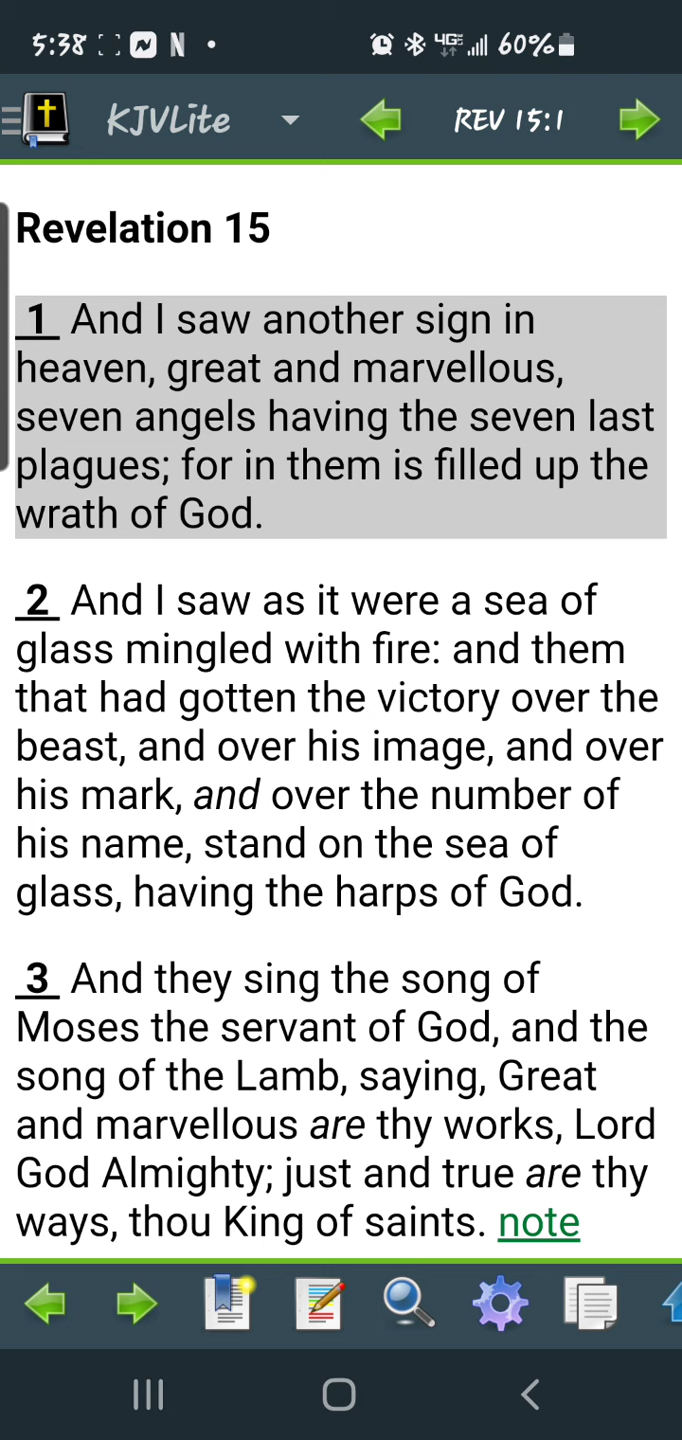 5:38 N 4GE 60%
KJVLite REV 15:1
Revelation 15
1 And I saw another sign in
heaven, great and marvellous,
seven angels having the seven last
plagues; for in them is filled up the
wrath of God.
2 And I saw as it were a sea of
glass mingled with fire: and them
that had gotten the victory over the
beast, and over his image, and over
his mark, and over the number of
his name, stand on the sea of
glass, having the harps of God.
3 And they sing the song of
Moses the servant of God, and the
song of the Lamb, saying, Great
and marvellous are thy works, Lord
God Almighty; just and true are thy
ways, thou King of saints. note